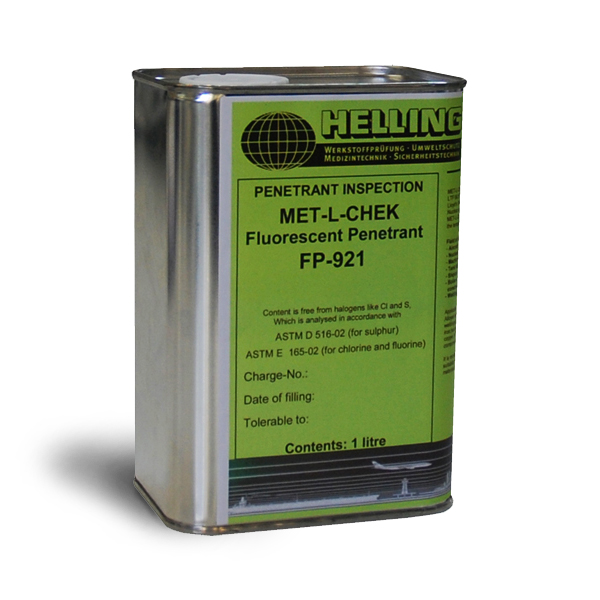 HELLING
WERKSTOFFPRÜFUNG · UMWELTSCHUTZ
MEDIZINTECHNIK · SICHERHEITSTECHNIK
PENETRANT INSPECTION
MET-L-CHEK
Fluorescent Penetrant
FP-921
Content is free from halogens like Cl and S,
Which is analysed in accordance with
ASTM D 516-02 (for sulphur)
ASTM E 165-02 (for chlorine and fluorine)
Charge-No.:
Date of filling:
Tolerable to:
Contents: 1 litre